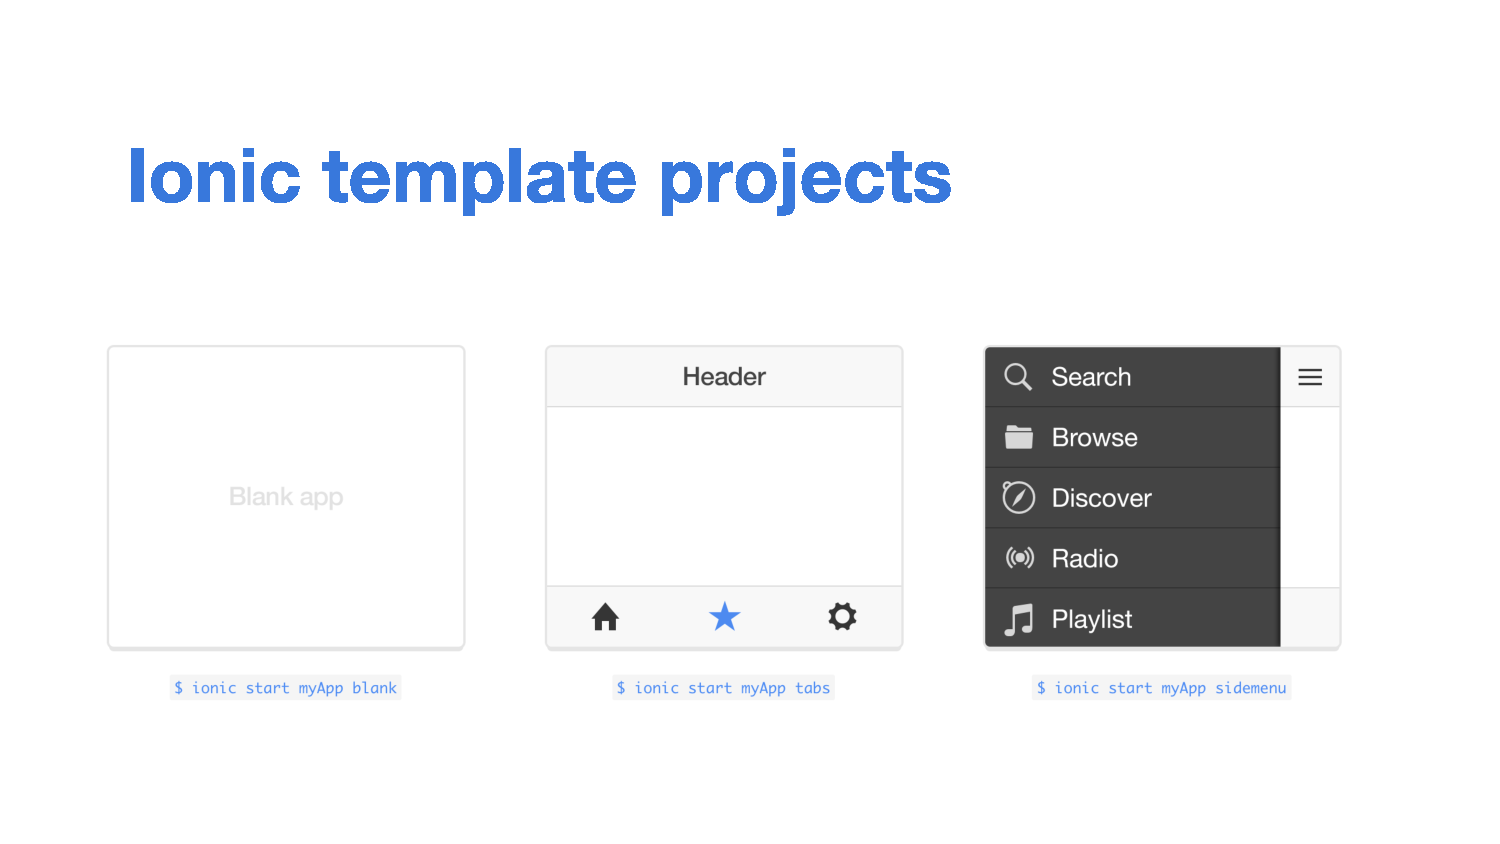 Ionic template projects
Blank app
$ ionic start myApp blank
Header
$ ionic start myApp tabs
Search
Browse
Discover
Radio
Playlist
$ ionic start myApp sidemenu